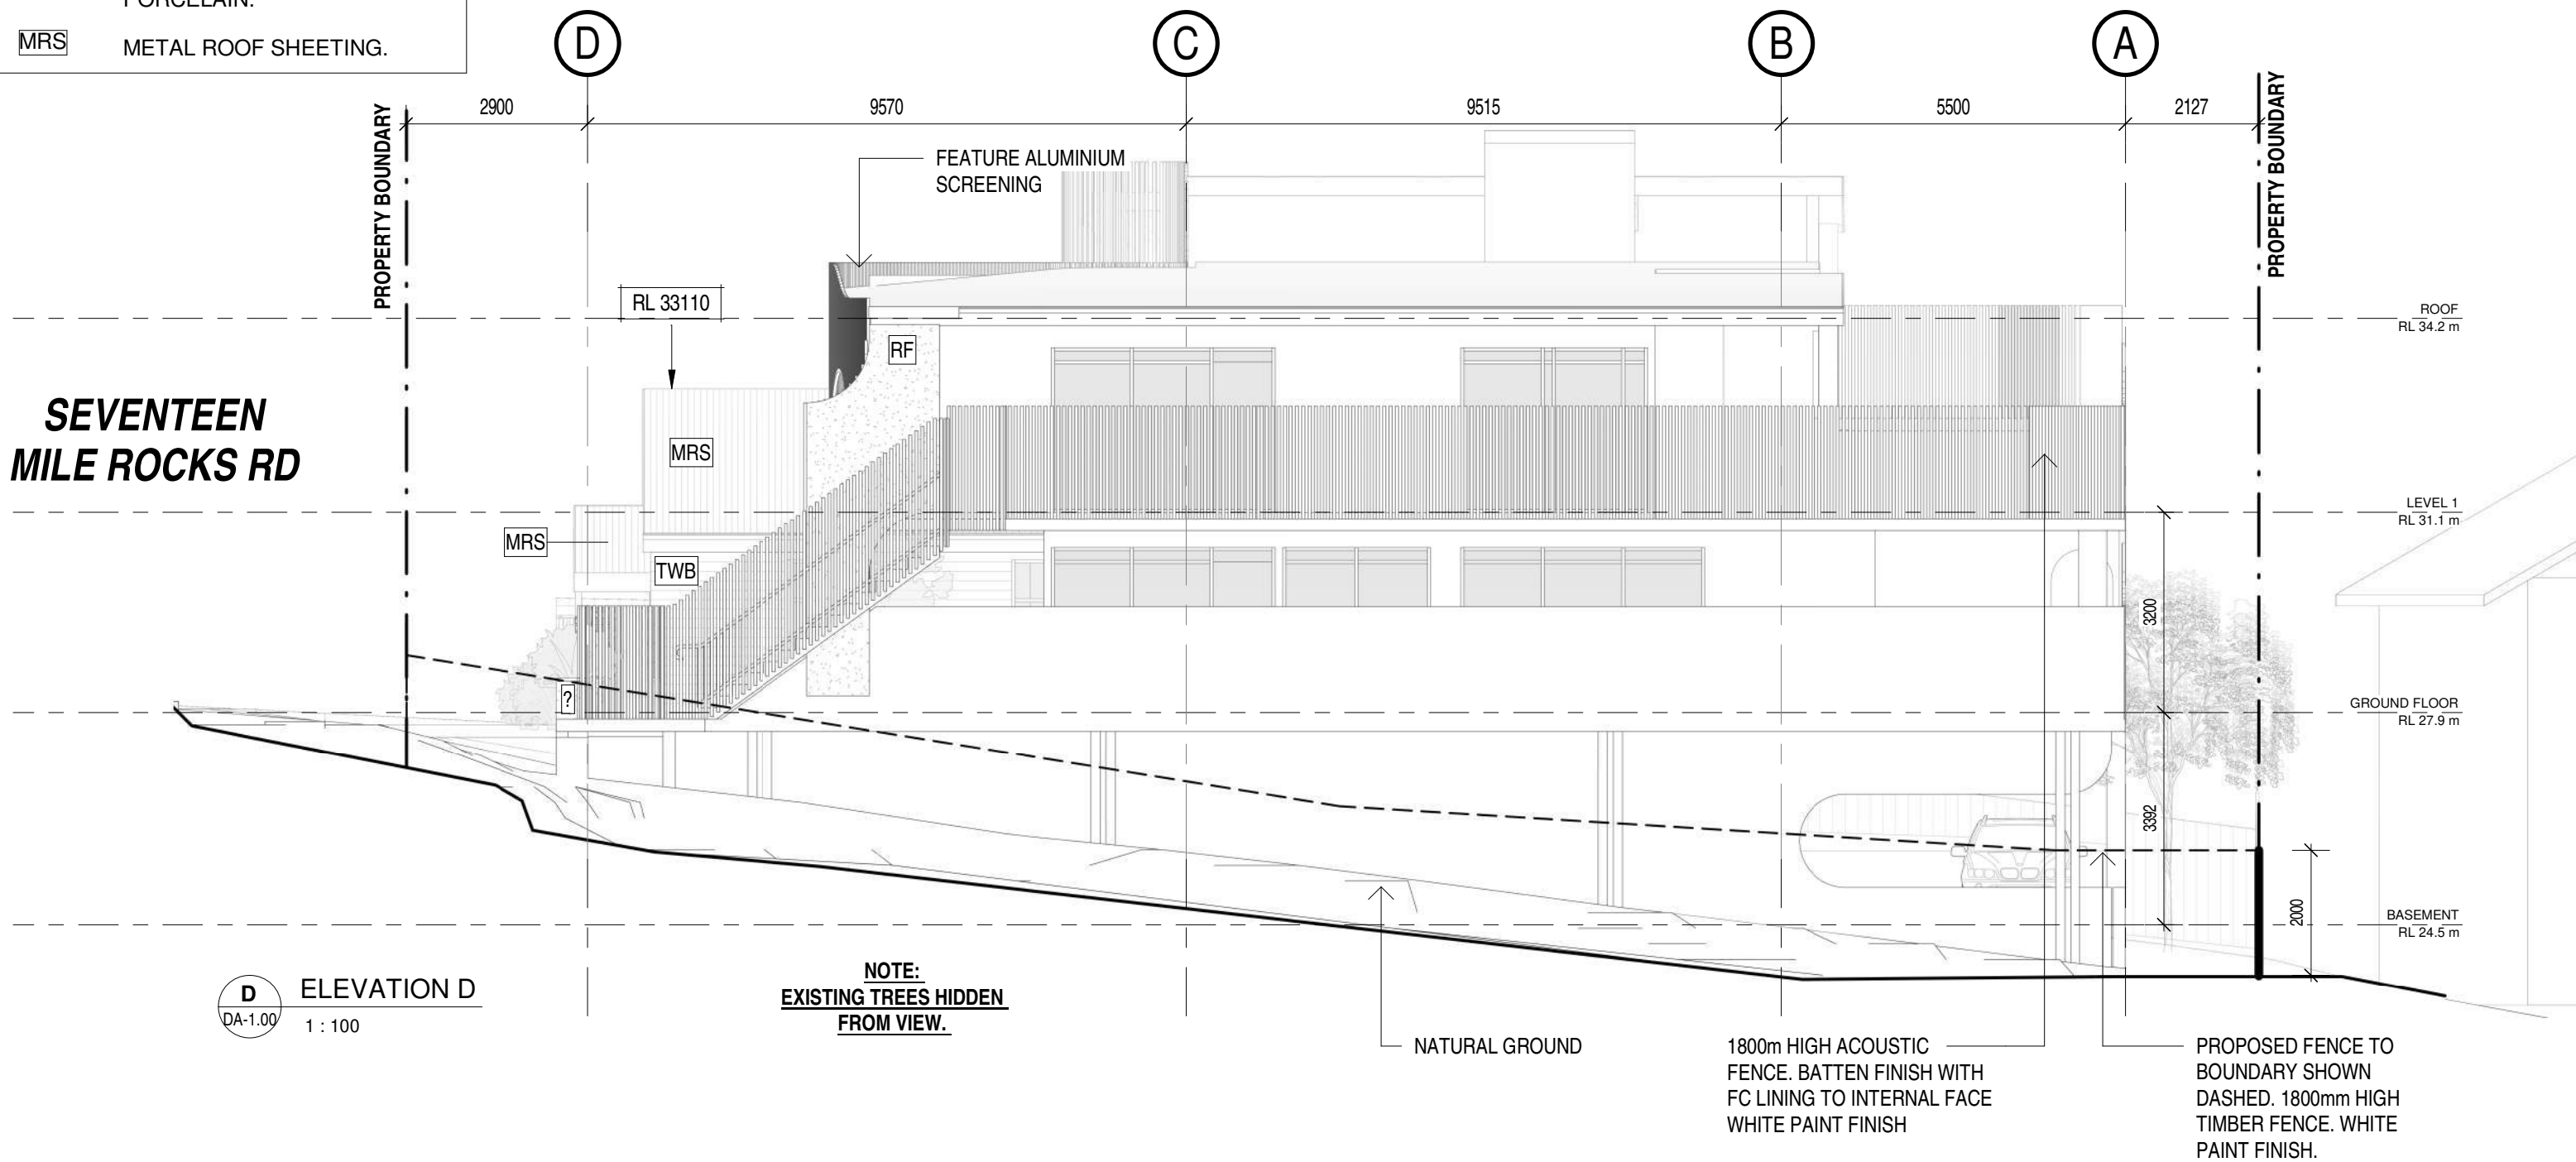 PORCELAIN.
MRS METAL ROOF SHEETING.
D
C
B
A
PROPERTY BOUNDARY
2900
9570
9515
5500
2127
PROPERTY BOUNDARY
FEATURE ALUMINIUM
SCREENING
RL 33110
RF
ROOF
RL 34.2 m
SEVENTEEN
MILE ROCKS RD
MRS
MRS
TWB
LEVEL 1
RL 31.1 m
3200
?
GROUND FLOOR
RL 27.9 m
3392
2000
BASEMENT
RL 24.5 m
D
DA-1.00
ELEVATION D
1 : 100
NOTE:
EXISTING TREES HIDDEN
FROM VIEW.
NATURAL GROUND
1800m HIGH ACOUSTIC
FENCE. BATTEN FINISH WITH
FC LINING TO INTERNAL FACE
WHITE PAINT FINISH
PROPOSED FENCE TO
BOUNDARY SHOWN
DASHED. 1800mm HIGH
TIMBER FENCE. WHITE
PAINT FINISH.